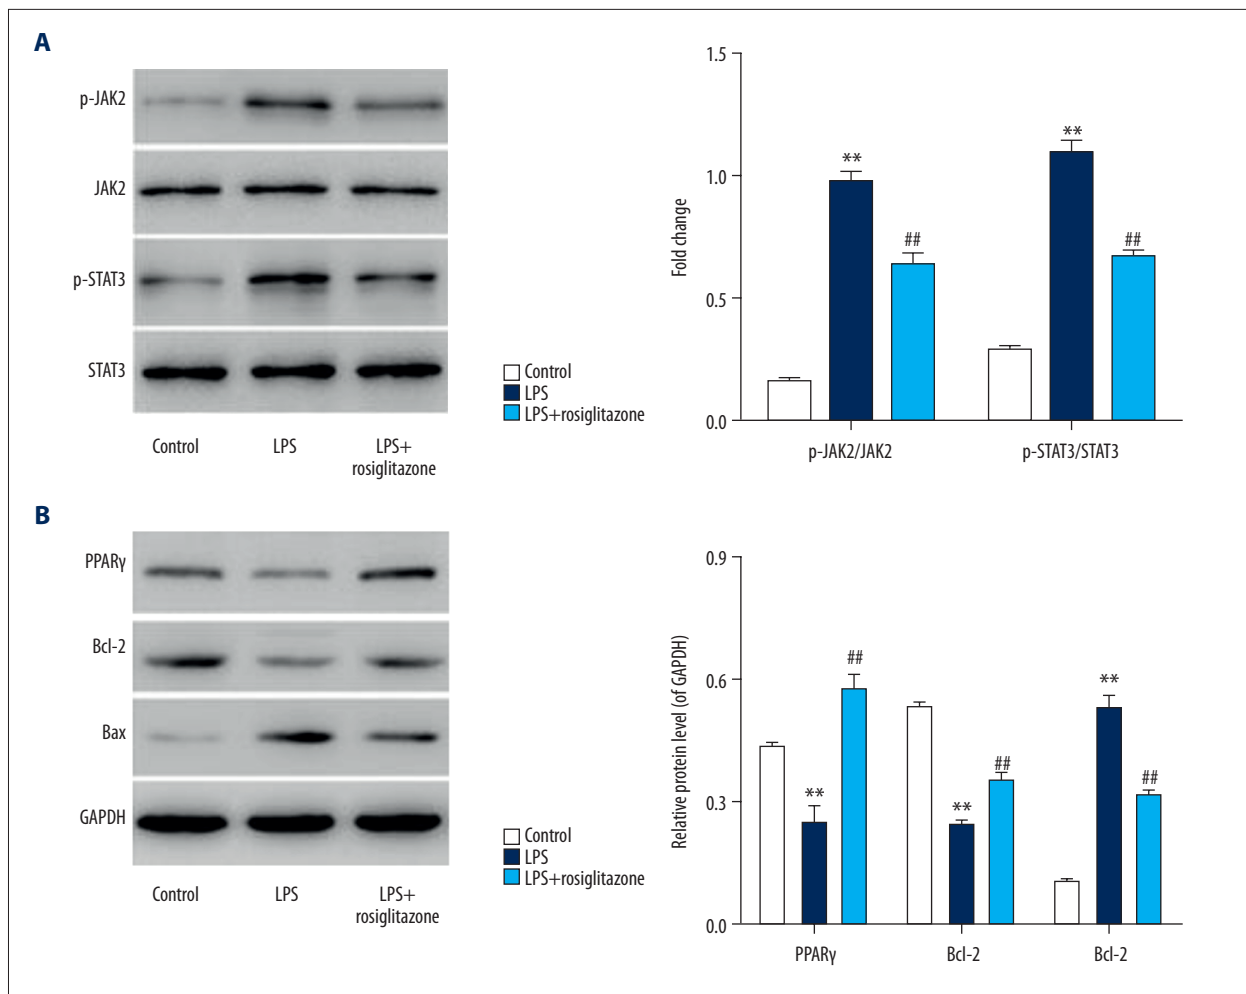 A
p-JAK2
JAK2
p-STAT3
STAT3
Control
LPS
LPS+
rosiglitazone
Control
LPS
LPS+rosiglitazone
Fold change
1.5
1.0
0.5
0.0
**
##
**
##
p-JAK2/JAK2
p-STAT3/STAT3
B
PPARγ
Bcl-2
Bax
GAPDH
Control
LPS
LPS+
rosiglitazone
Control
LPS
LPS+rosiglitazone
Relative protein level (of GAPDH)
0.9
0.6
0.3
0.0
**
##
**
##
**
##
PPARγ
Bcl-2
Bcl-2